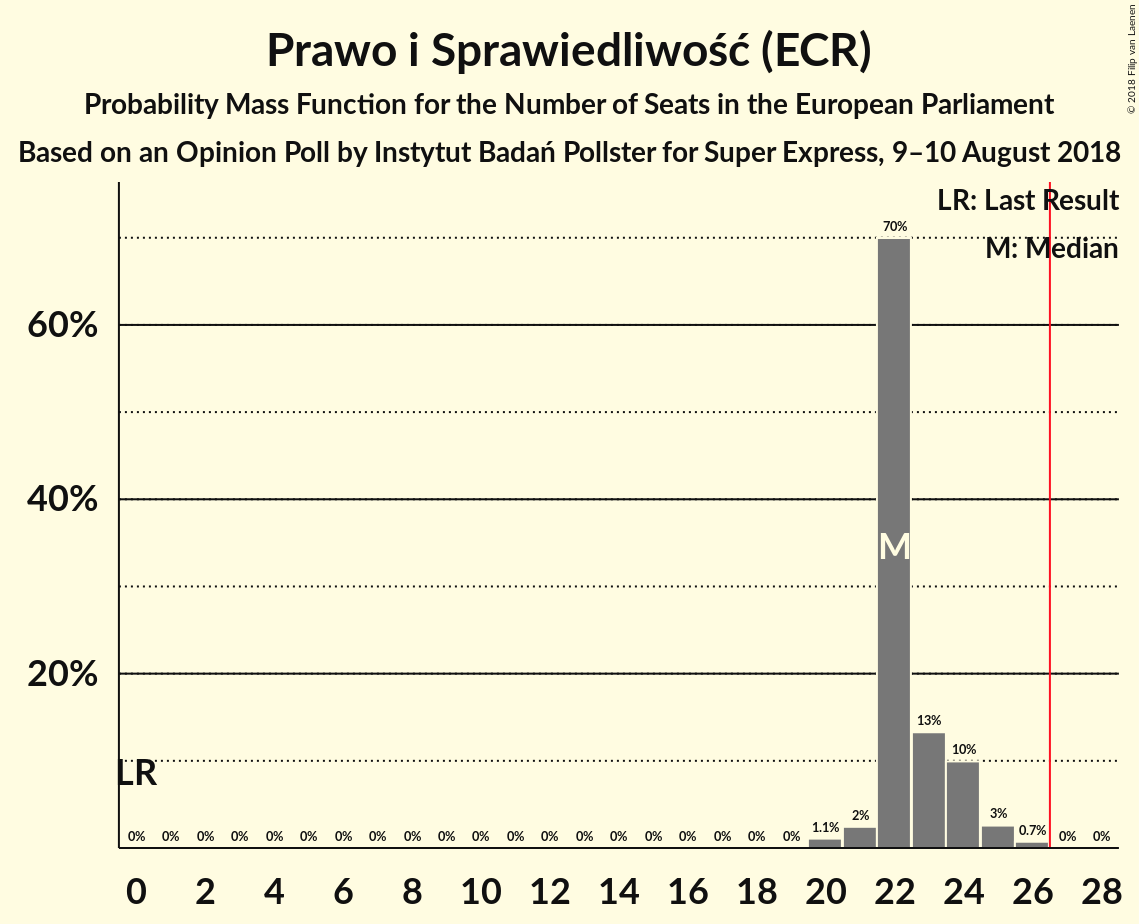 Prawo i Sprawiedliwość (ECR)
Probability Mass Function for the Number of Seats in the European Parliament
Based on an Opinion Poll by Instytut Badań Pollster for Super Express, 9–10 August 2018
© 2018 Filip van Laenen
LR: Last Result
M: Median
70%
60%
40%
M
20%
13%
10%
LR
0% 0% 0% 0% 0% 0% 0% 0% 0% 0% 0% 0% 0% 0% 0% 0% 0% 0% 0% 0% 1.1% 2% 3% 0.7% 0% 0%
0 2 4 6 8 10 12 14 16 18 20 22 24 26 28